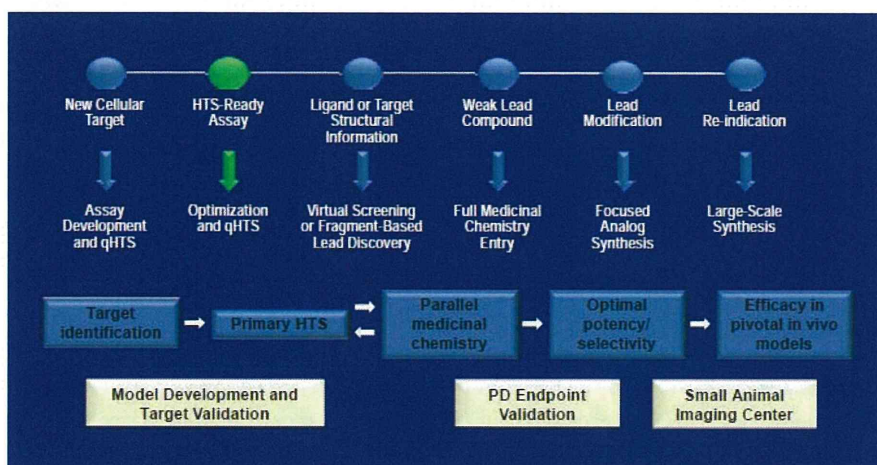 New Cellular
Target
HTS-Ready
Assay
Ligand or Target
Structural
Information
Weak Lead
Compound
Lead
Modification
Lead
Re-indication
Assay
Development
and qHTS
Optimization
and qHTS
Virtual Screening
or Fragment-Based
Lead Discovery
Full Medicinal
Chemistry
Entry
Focused
Analog
Synthesis
Large-Scale
Synthesis
Target
identification
Primary HTS
Parallel
medicinal
chemistry
Optimal
potency/
selectivity
Efficacy in
pivotal in vivo
models
Model Development and
Target Validation
PD Endpoint
Validation
Small Animal
Imaging Center